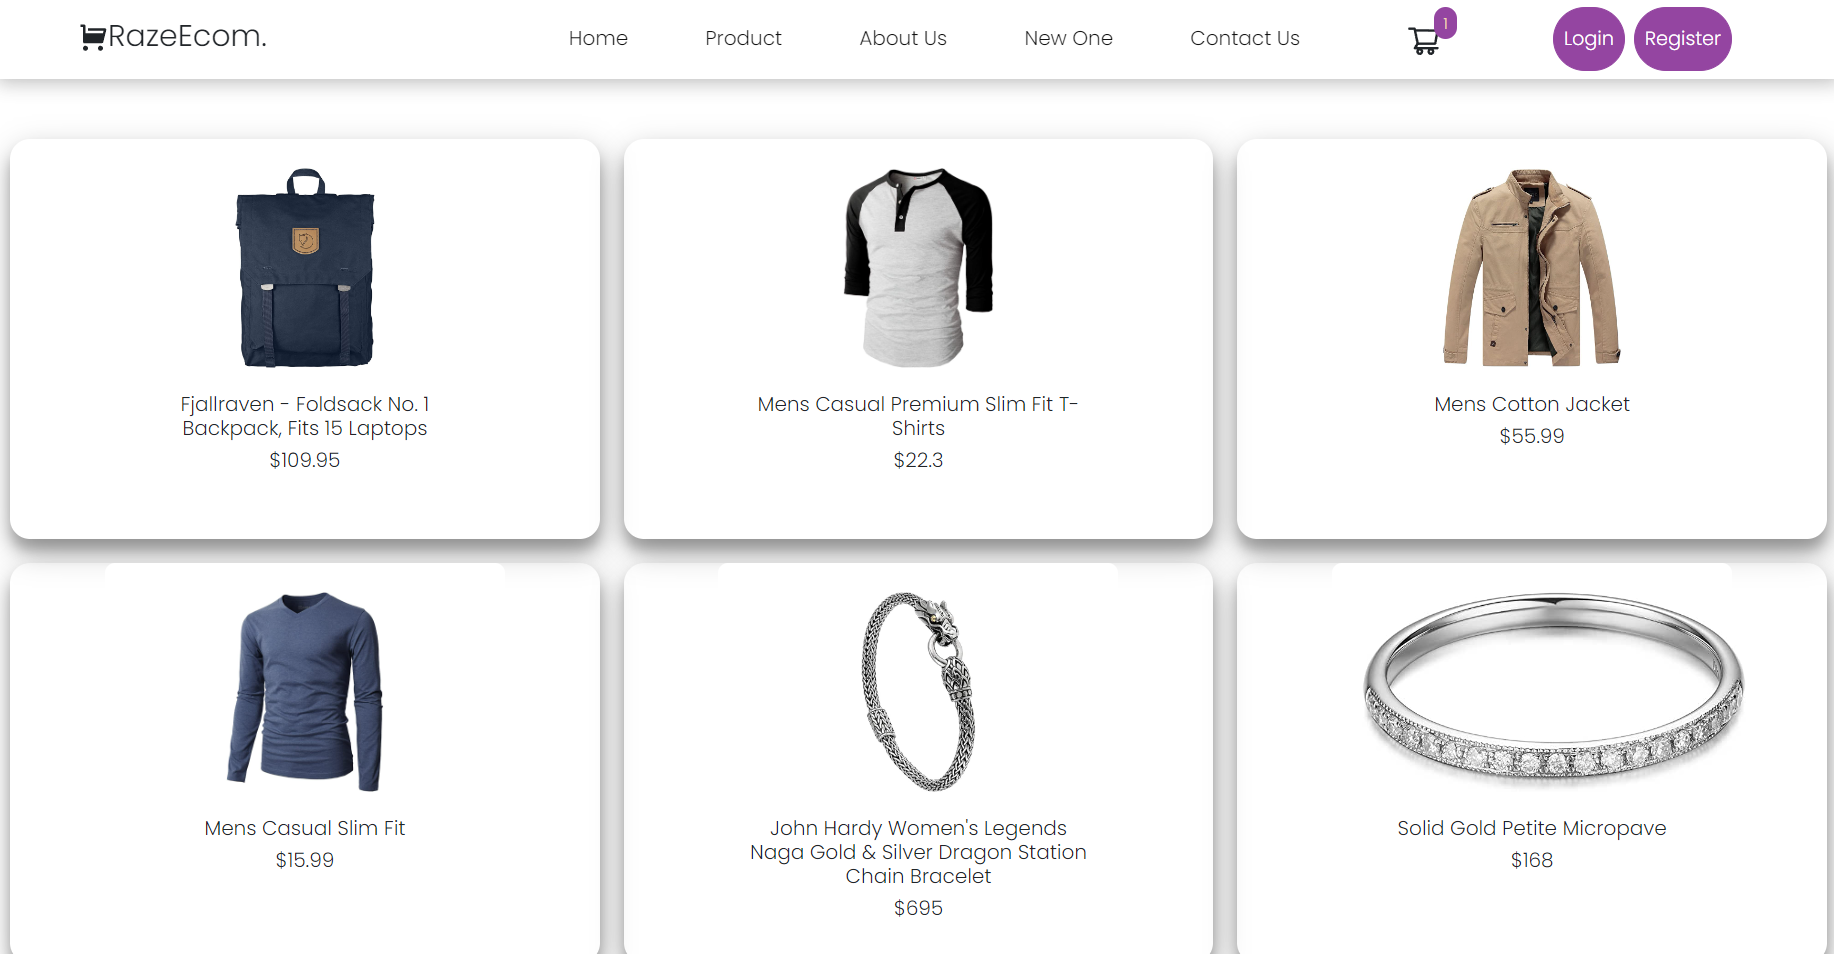 RazeEcom.
Home
Product
About Us
New One
Contact Us
1
Login
Register
Fjallraven - Foldsack No. 1
Backpack, Fits 15 Laptops
$109.95
Mens Casual Premium Slim Fit T-
Shirts
$22.3
Mens Cotton Jacket
$55.99
Mens Casual Slim Fit
$15.99
John Hardy Women's Legends
Naga Gold & Silver Dragon Station
Chain Bracelet
$695
Solid Gold Petite Micropave
$168